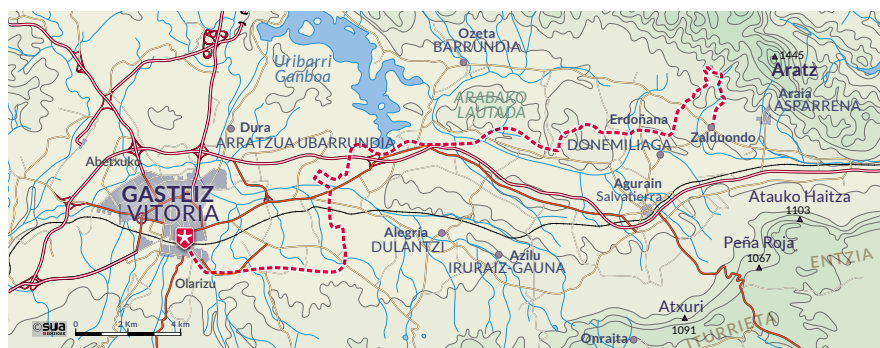 Ozeta
BARRUNDIA
Uribarri
Ganboa
1445
Aratz
ARABAKO
LAUTADA
Araia
ASPARRENA
Erdoñana
Dura
ARRATZUA UBARRUNDIA
DONEMILIAGA
Zalduondo
Abetxuko
GASTEIZ
VITORIA
Agurain
Salvatierra
Atauko Haitza
1103
Alegria
DULANTZI
Peña Roja
1067
Azilu
IRURAIZ-GAUNA
ENTZIA
Olarizu
Atxuri
1091
ITURRIETA
Onraita
©sua
EDIZIOAK
0 2 Km 4 km